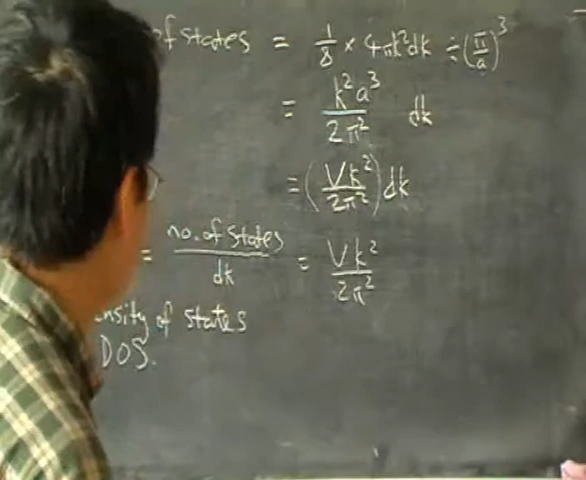 of states = 1/8 × 4πk²dk ÷ (π/a)³
= k²a³/2π² dk
= (Vk²/2π²) dk
= no. of states/dk = Vk²/2π²
nsity of states
DOS.